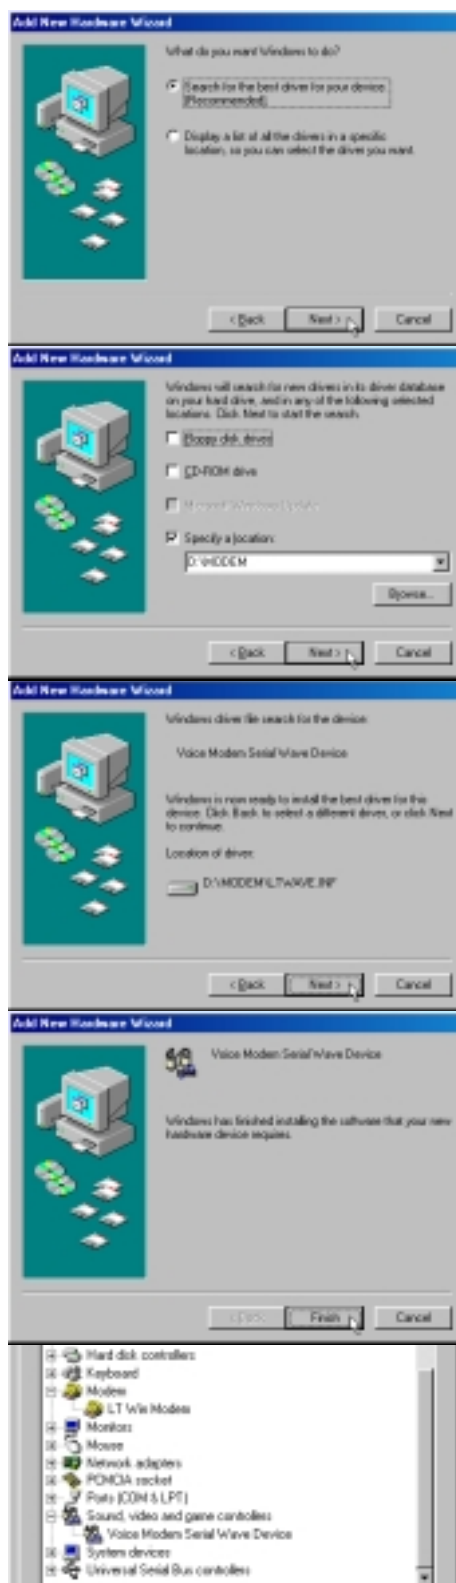 Add New Hardware Wizard
What do you want Windows to do?
Search for the best driver for your device.
(Recommended).
Display a list of all the drivers in a specific
location, so you can select the driver you want.
< Back
Next >
Cancel
Add New Hardware Wizard
Windows will search for new drivers in its driver database
on your hard drive, and in any of the following selected
locations. Click Next to start the search.
Floppy disk drives
CD-ROM drive
Microsoft Windows Update
Specify a location:
D:\MODEM
Browse...
< Back
Next >
Cancel
Add New Hardware Wizard
Windows driver file search for the device:
Voice Modem Serial Wave Device
Windows is now ready to install the best driver for this
device. Click Back to select a different driver, or click Next
to continue.
Location of driver:
D:\MODEM\LTWAVE.INF
< Back
Next >
Cancel
Add New Hardware Wizard
Voice Modem Serial Wave Device
Windows has finished installing the software that your new
hardware device requires.
< Back
Finish
Cancel
Hard disk controllers
Keyboard
Modem
LT Win Modem
Monitors
Mouse
Network adapters
PCMCIA socket
Ports (COM & LPT)
Sound, video and game controllers
Voice Modem Serial Wave Device
System devices
Universal Serial Bus controllers